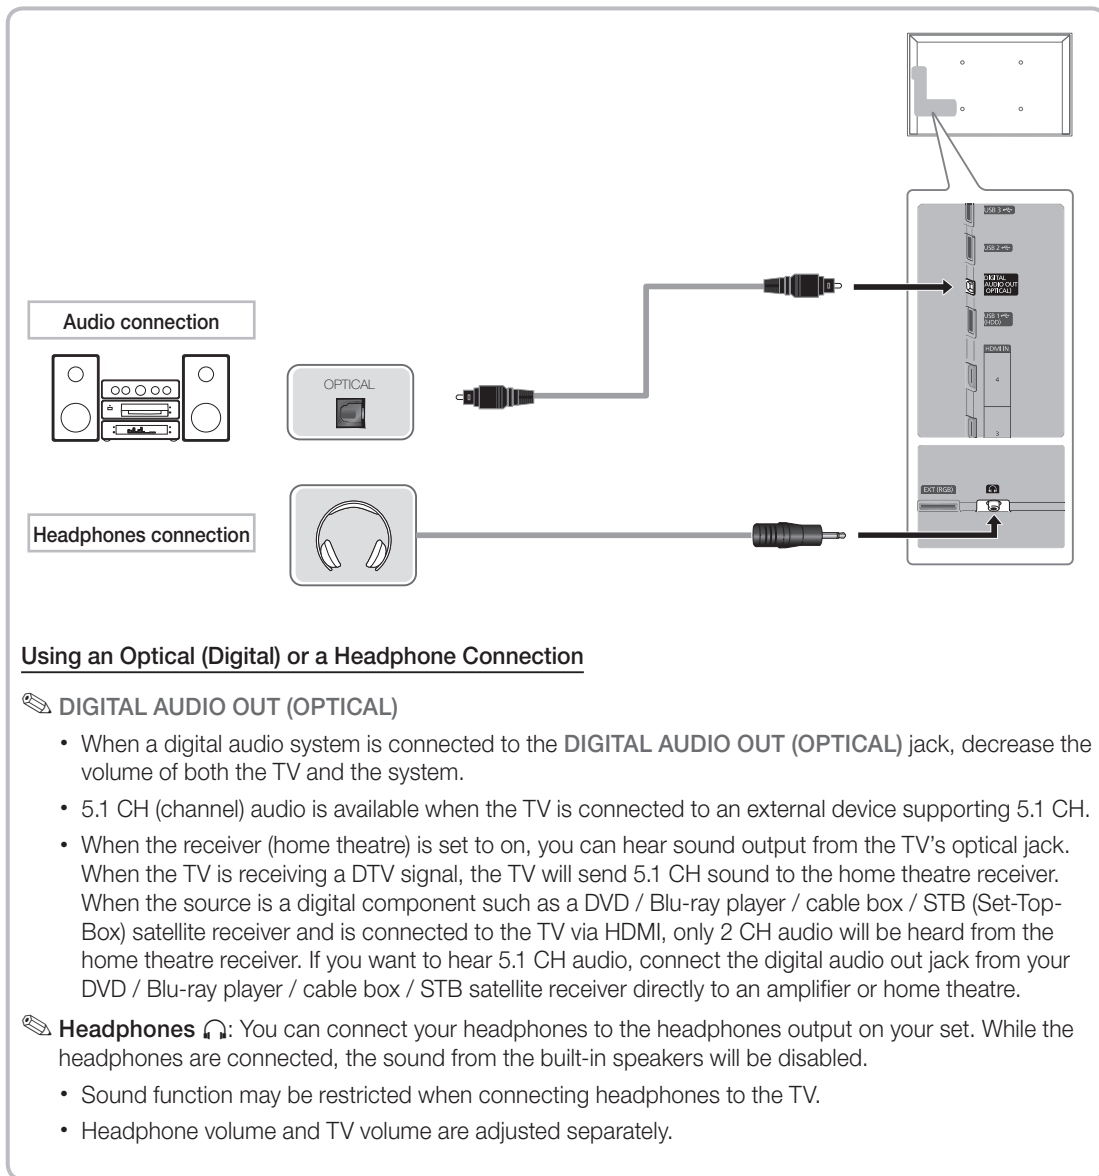 USB 3
USB 2
DIGITAL
AUDIO OUT
(OPTICAL)
USB 1
(HDD)
HDMI IN
4
3
Audio connection
OPTICAL
EXT (RGB)
Headphones connection
Using an Optical (Digital) or a Headphone Connection
DIGITAL AUDIO OUT (OPTICAL)
• When a digital audio system is connected to the DIGITAL AUDIO OUT (OPTICAL) jack, decrease the
volume of both the TV and the system.
• 5.1 CH (channel) audio is available when the TV is connected to an external device supporting 5.1 CH.
• When the receiver (home theatre) is set to on, you can hear sound output from the TV's optical jack.
When the TV is receiving a DTV signal, the TV will send 5.1 CH sound to the home theatre receiver.
When the source is a digital component such as a DVD / Blu-ray player / cable box / STB (Set-Top-
Box) satellite receiver and is connected to the TV via HDMI, only 2 CH audio will be heard from the
home theatre receiver. If you want to hear 5.1 CH audio, connect the digital audio out jack from your
DVD / Blu-ray player / cable box / STB satellite receiver directly to an amplifier or home theatre.
Headphones : You can connect your headphones to the headphones output on your set. While the
headphones are connected, the sound from the built-in speakers will be disabled.
• Sound function may be restricted when connecting headphones to the TV.
• Headphone volume and TV volume are adjusted separately.